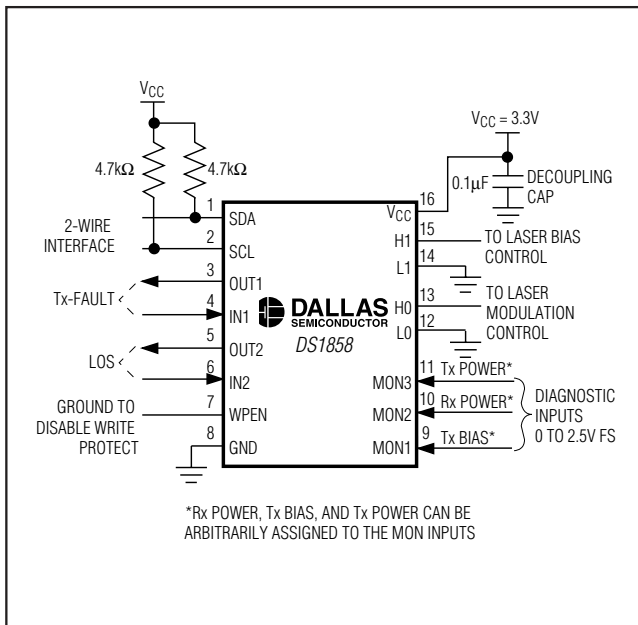 VCC
4.7kΩ
4.7kΩ
2-WIRE
INTERFACE
1
SDA
2
SCL
Tx-FAULT
3
OUT1
4
IN1
LOS
5
OUT2
6
IN2
GROUND TO
DISABLE WRITE
PROTECT
7
WPEN
8
GND
DALLAS
SEMICONDUCTOR
DS1858
VCC = 3.3V
0.1µF
DECOUPLING
CAP
16
VCC
15
H1
TO LASER BIAS
CONTROL
14
L1
13
H0
TO LASER
MODULATION
CONTROL
12
L0
11
MON3
Tx POWER*
10
MON2
Rx POWER*
9
MON1
Tx BIAS*
DIAGNOSTIC
INPUTS
0 TO 2.5V FS
*Rx POWER, Tx BIAS, AND Tx POWER CAN BE
ARBITRARILY ASSIGNED TO THE MON INPUTS